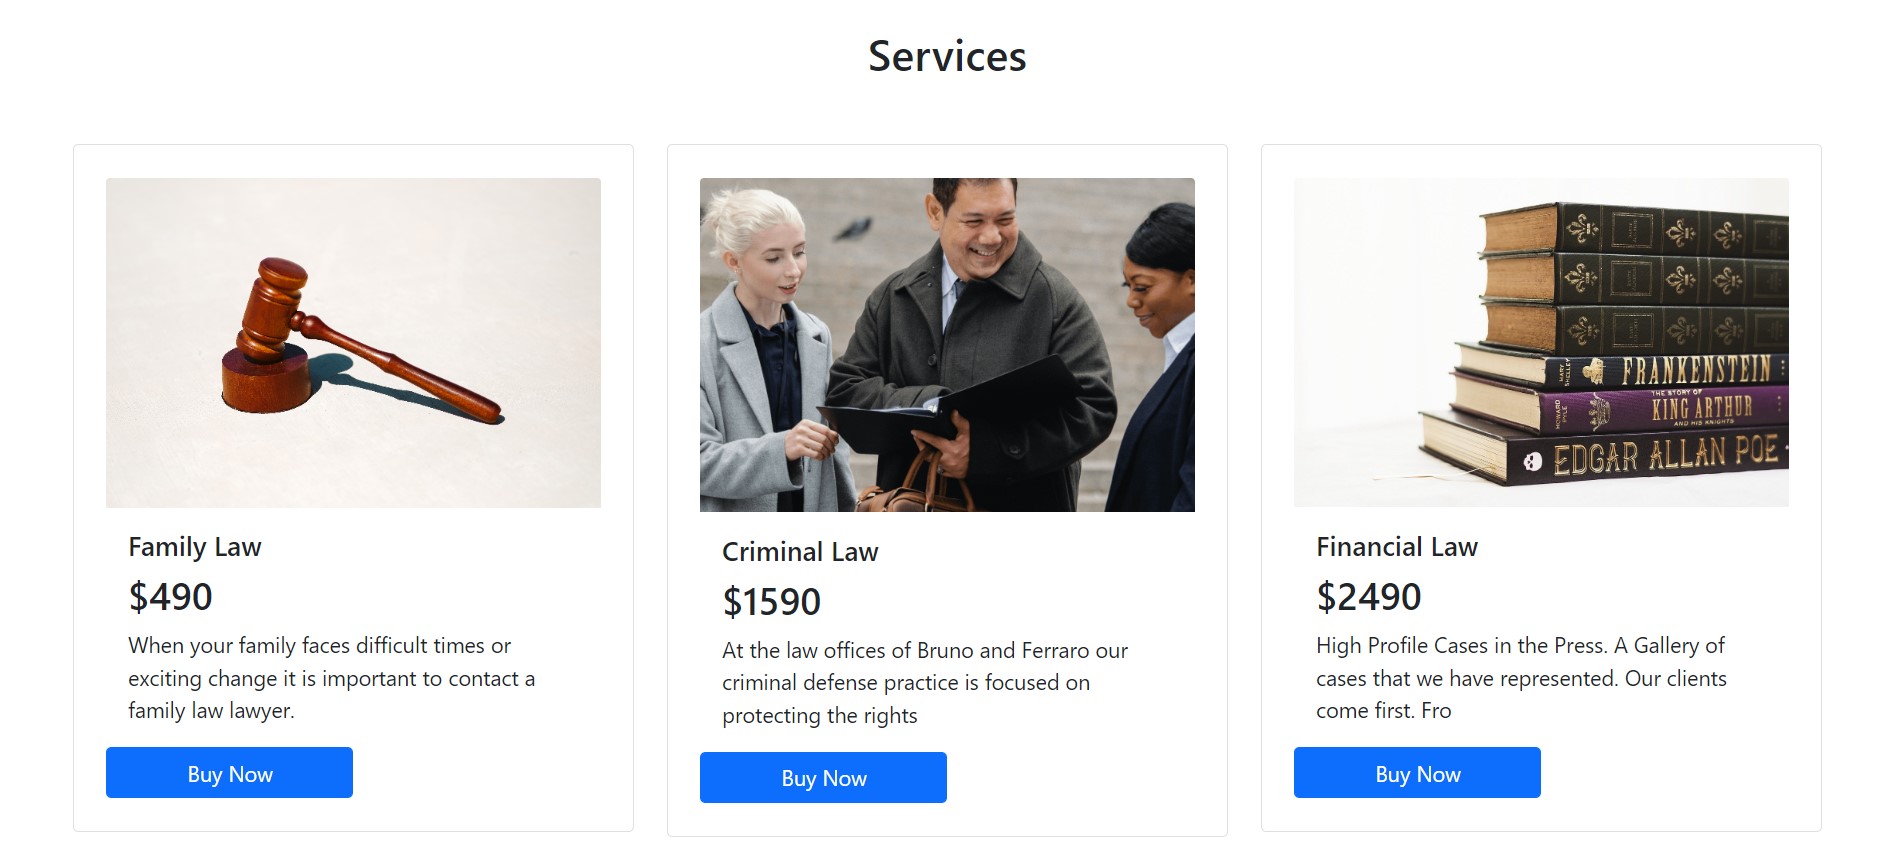 Services
FRANKENSTEIN
MARY SHELLEY
THE STORY OF
KING ARTHUR
AND HIS KNIGHTS
HOWARD PYLE
EDGAR ALLAN POE
Family Law
$490
When your family faces difficult times or
exciting change it is important to contact a
family law lawyer.
Buy Now
Criminal Law
$1590
At the law offices of Bruno and Ferraro our
criminal defense practice is focused on
protecting the rights
Buy Now
Financial Law
$2490
High Profile Cases in the Press. A Gallery of
cases that we have represented. Our clients
come first. Fro
Buy Now